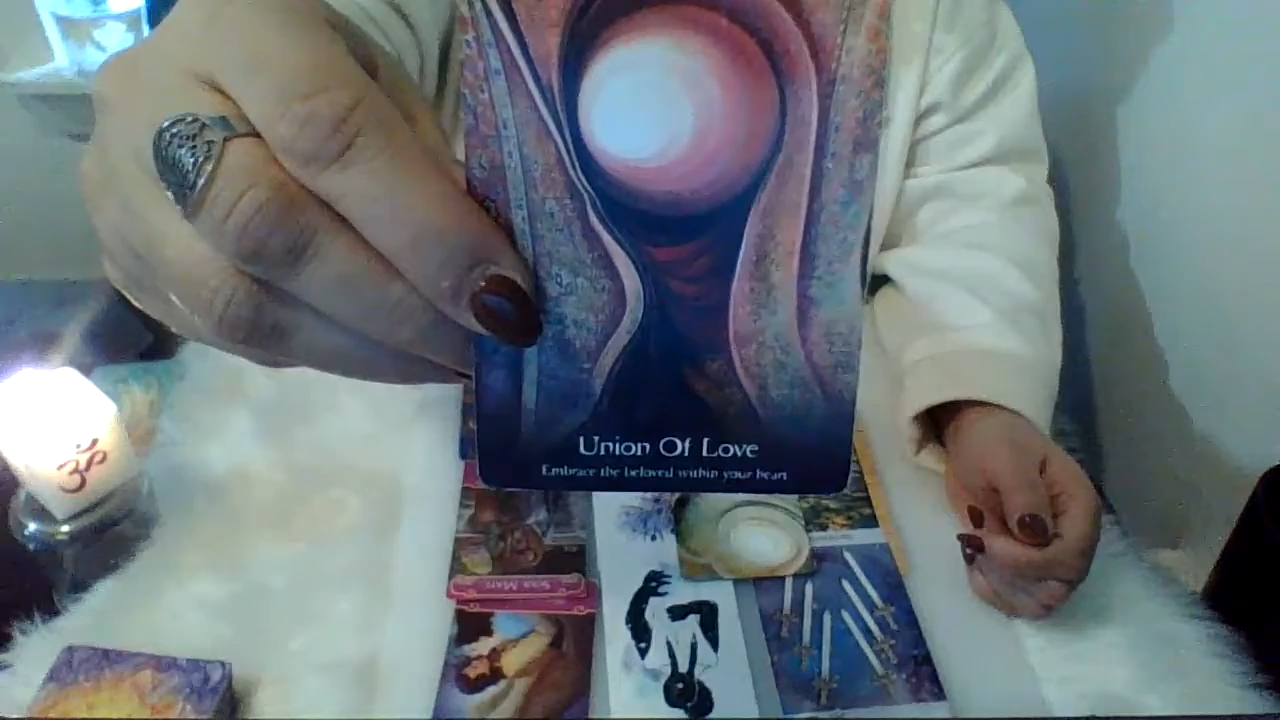 Union Of Love
Embrace the beloved within your heart
ॐ
Soul Mate